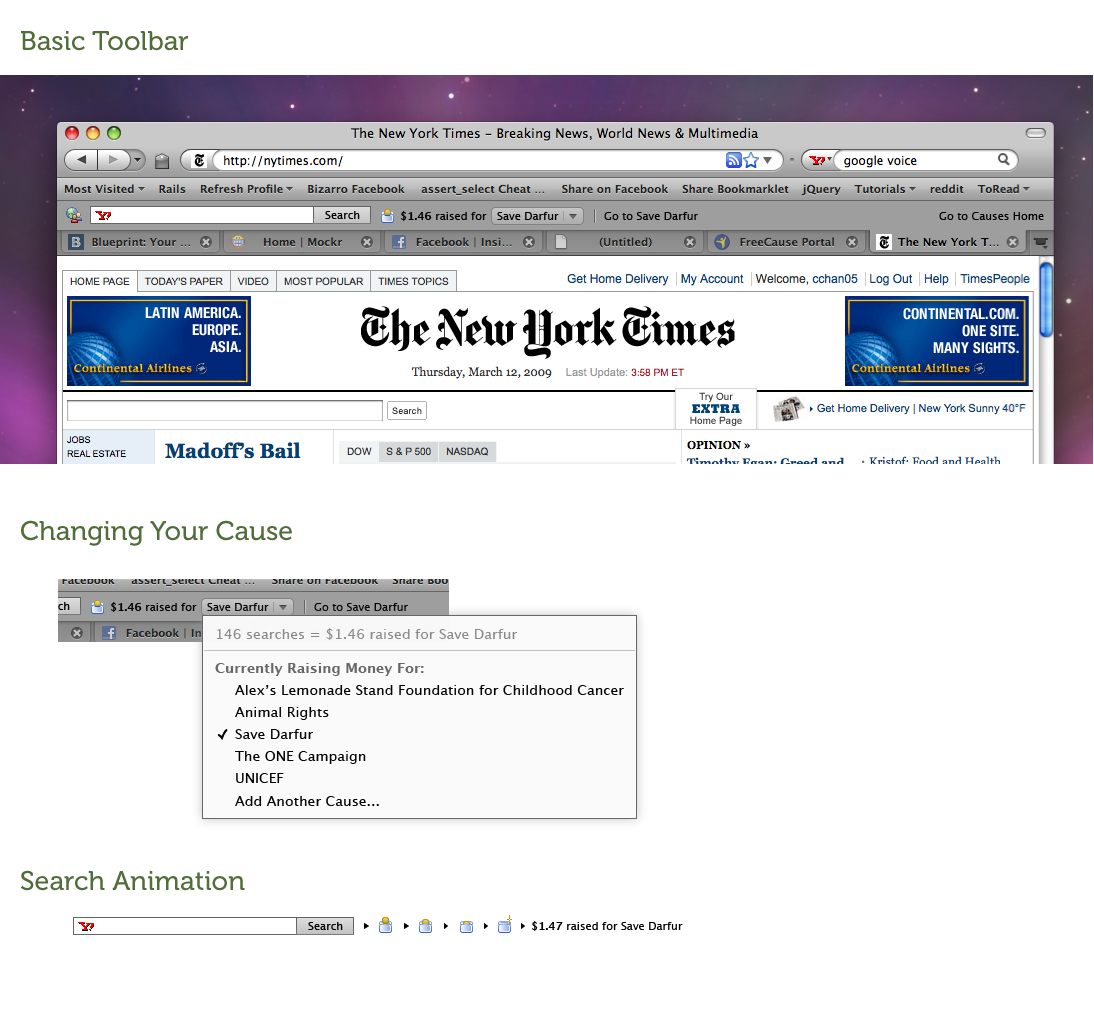 Basic Toolbar
The New York Times – Breaking News, World News & Multimedia
http://nytimes.com/ google voice
Most Visited Rails Refresh Profile Bizarro Facebook assert_select Cheat ... Share on Facebook Share Bookmarklet jQuery Tutorials reddit ToRead
Search $1.46 raised for Save Darfur Go to Save Darfur Go to Causes Home
Blueprint: Your ... Home | Mockr Facebook | Insi... (Untitled) FreeCause Portal The New York T...
HOME PAGE TODAY'S PAPER VIDEO MOST POPULAR TIMES TOPICS Get Home Delivery My Account Welcome, cchan05 Log Out Help TimesPeople
LATIN AMERICA.
EUROPE.
ASIA.
Continental Airlines
The New York Times
Thursday, March 12, 2009 Last Update: 3:58 PM ET
CONTINENTAL.COM.
ONE SITE.
MANY SIGHTS.
Continental Airlines
Search
Try Our
EXTRA
Home Page
Get Home Delivery | New York Sunny 40°F
JOBS
REAL ESTATE
Madoff's Bail
DOW S & P 500 NASDAQ
OPINION »
Timothy Egan: Greed and
· Kristof: Food and Health
Changing Your Cause
Facebook assert_select Cheat ... Share on Facebook Share Boo
ch $1.46 raised for Save Darfur Go to Save Darfur
Facebook | In
146 searches = $1.46 raised for Save Darfur
Currently Raising Money For:
Alex's Lemonade Stand Foundation for Childhood Cancer
Animal Rights
✓ Save Darfur
The ONE Campaign
UNICEF
Add Another Cause...
Search Animation
Search $1.47 raised for Save Darfur